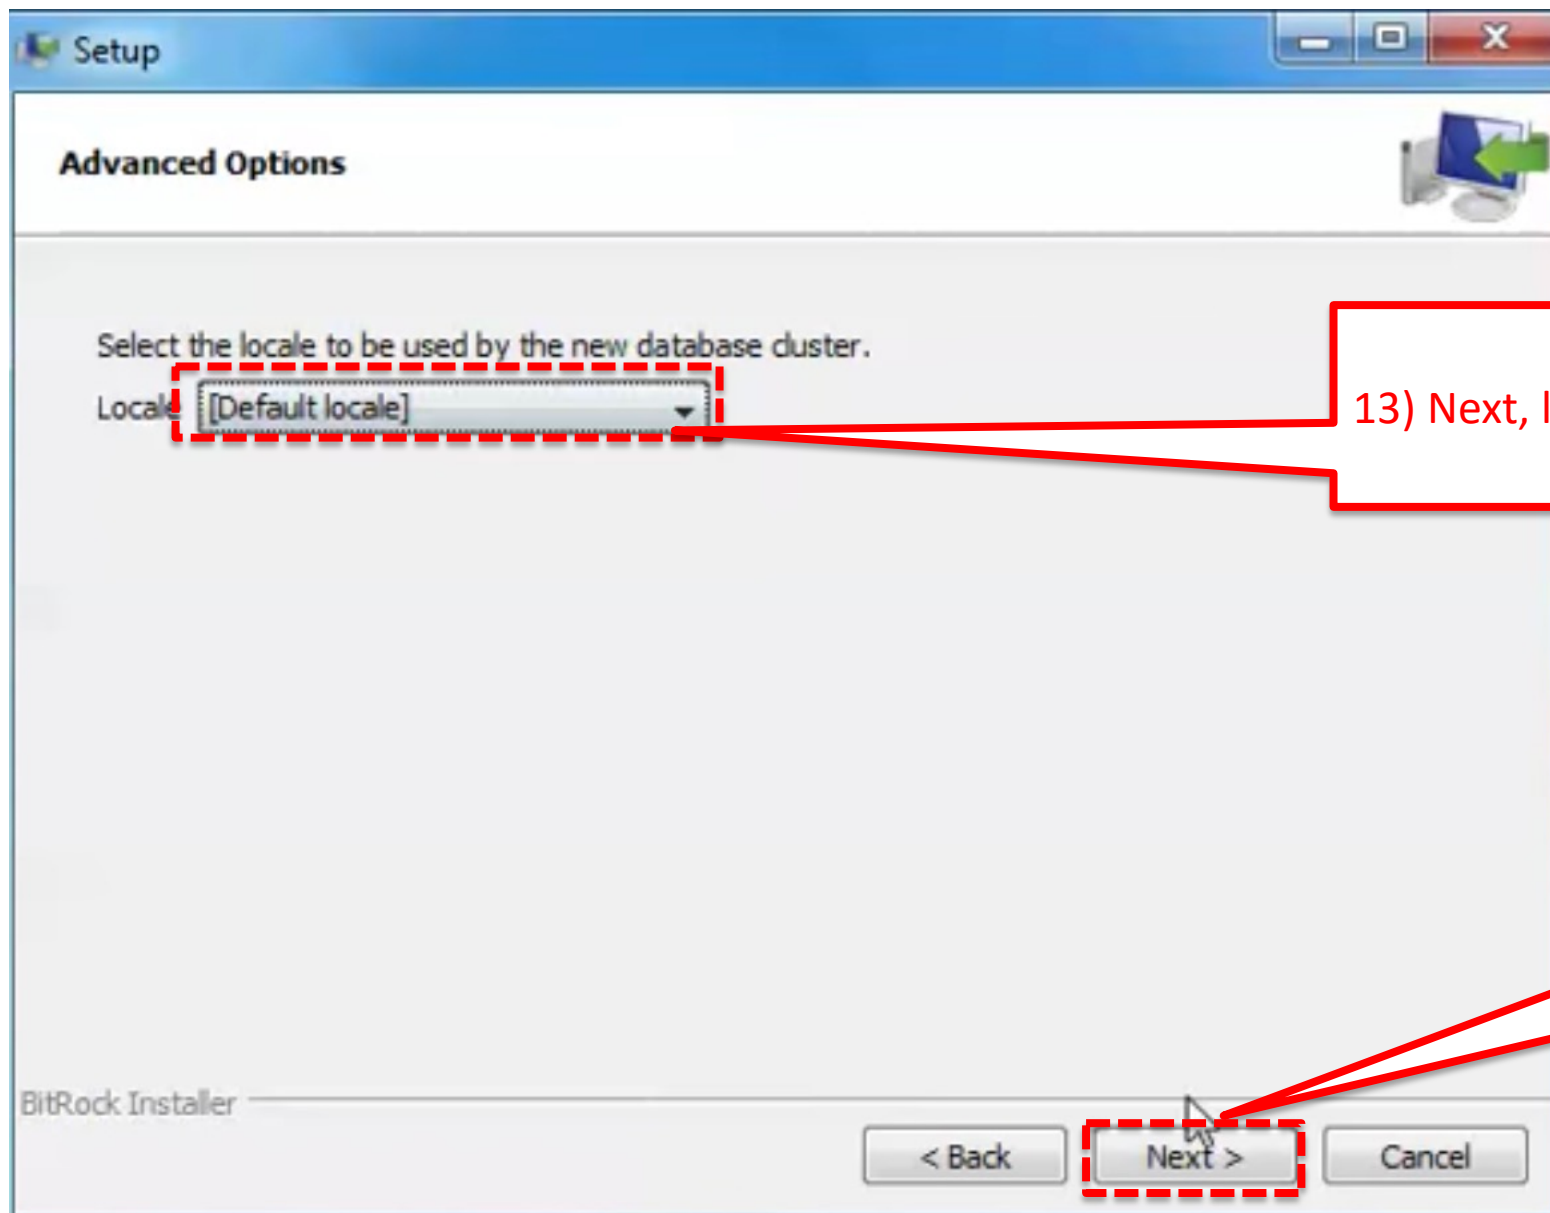 Setup
Advanced Options
Select the locale to be used by the new database cluster.
Locale [Default locale]
13) Next,
BitRock Installer
< Back Next > Cancel